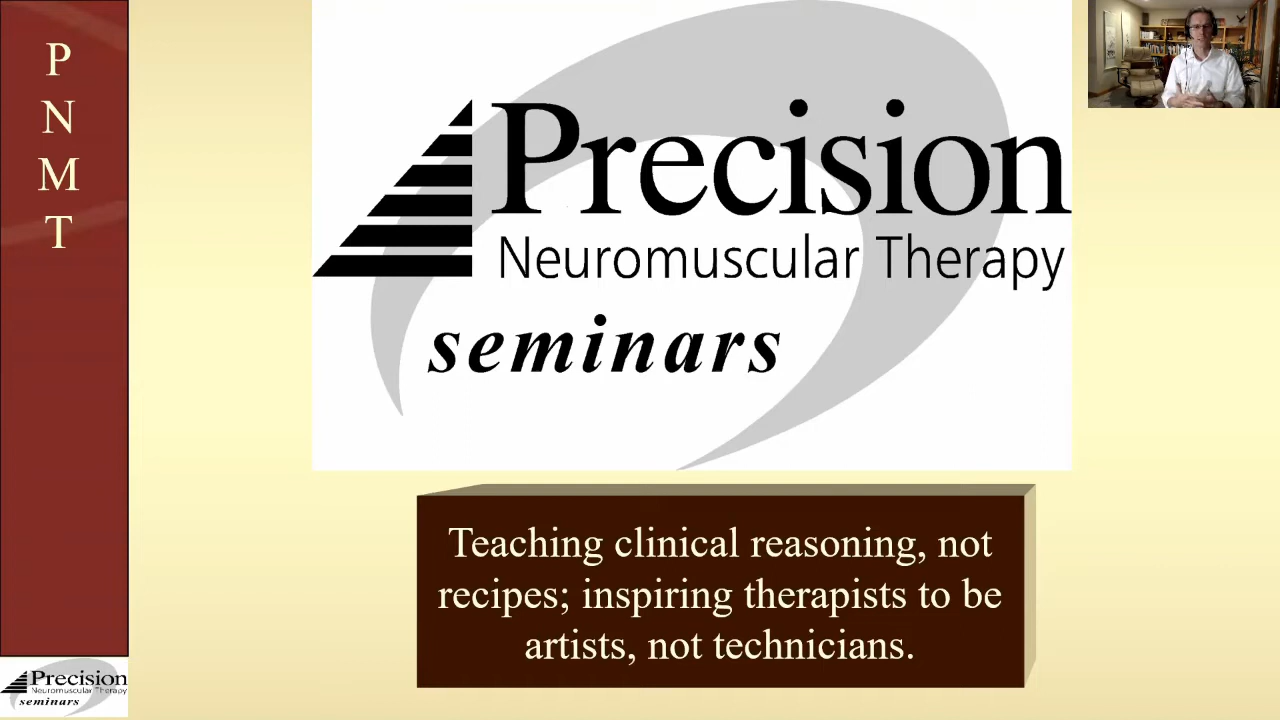 P
N
M
T
Precision
Neuromuscular Therapy
seminars
Teaching clinical reasoning, not
recipes; inspiring therapists to be
artists, not technicians.
Precision
Neuromuscular Therapy
seminars